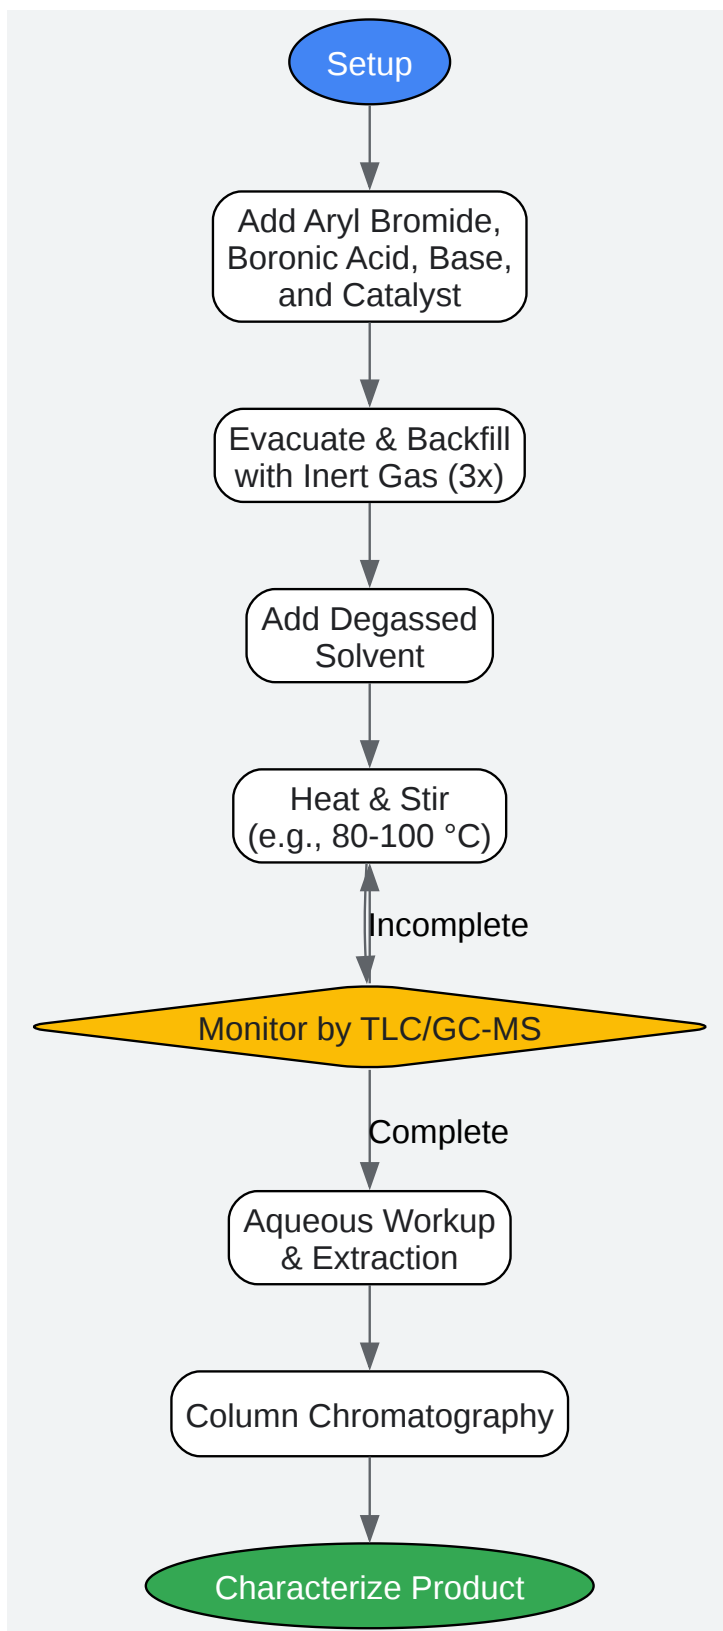 Setup
Add Aryl Bromide,
Boronic Acid, Base,
and Catalyst
Evacuate & Backfill
with Inert Gas (3x)
Add Degassed
Solvent
Heat & Stir
(e.g., 80-100 °C)
Incomplete
Monitor by TLC/GC-MS
Complete
Aqueous Workup
& Extraction
Column Chromatography
Characterize Product